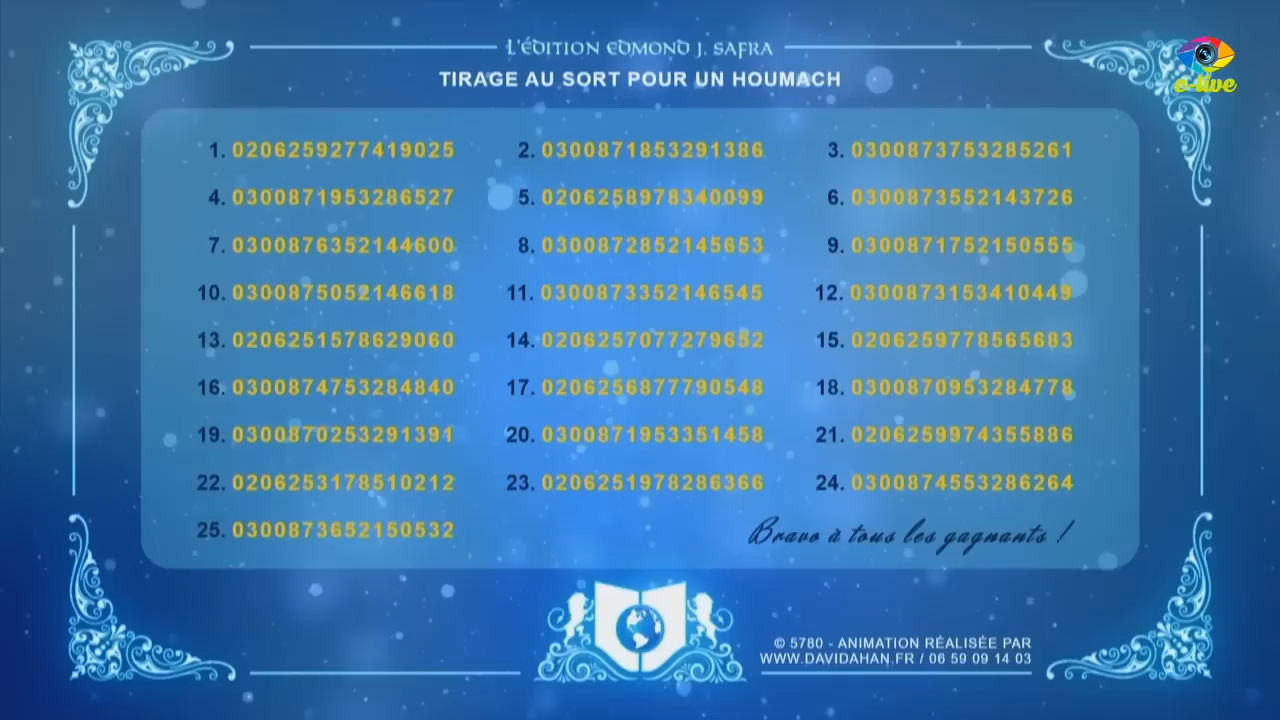 L'ÉDITION EDMOND J. SAFRA
TIRAGE AU SORT POUR UN HOUMACH
e-live
1. 0206259277419025 2. 0300871853291386 3. 0300873753285261
4. 0300871953286527 5. 0206258978340099 6. 0300873552143726
7. 0300876352144600 8. 0300872852145653 9. 0300871752150555
10. 0300875052146618 11. 0300873352146545 12. 0300873153410449
13. 0206251578629060 14. 0206257077279652 15. 0206259778565683
16. 0300874753284840 17. 0206256877790548 18. 0300870953284778
19. 0300870253291391 20. 0300871953351458 21. 0206259974355886
22. 0206253178510212 23. 0206251978286366 24. 0300874553286264
25. 0300873652150532 Bravo à tous les gagnants !
© 5780 - ANIMATION RÉALISÉE PAR
WWW.DAVIDAHAN.FR / 06 59 09 14 03